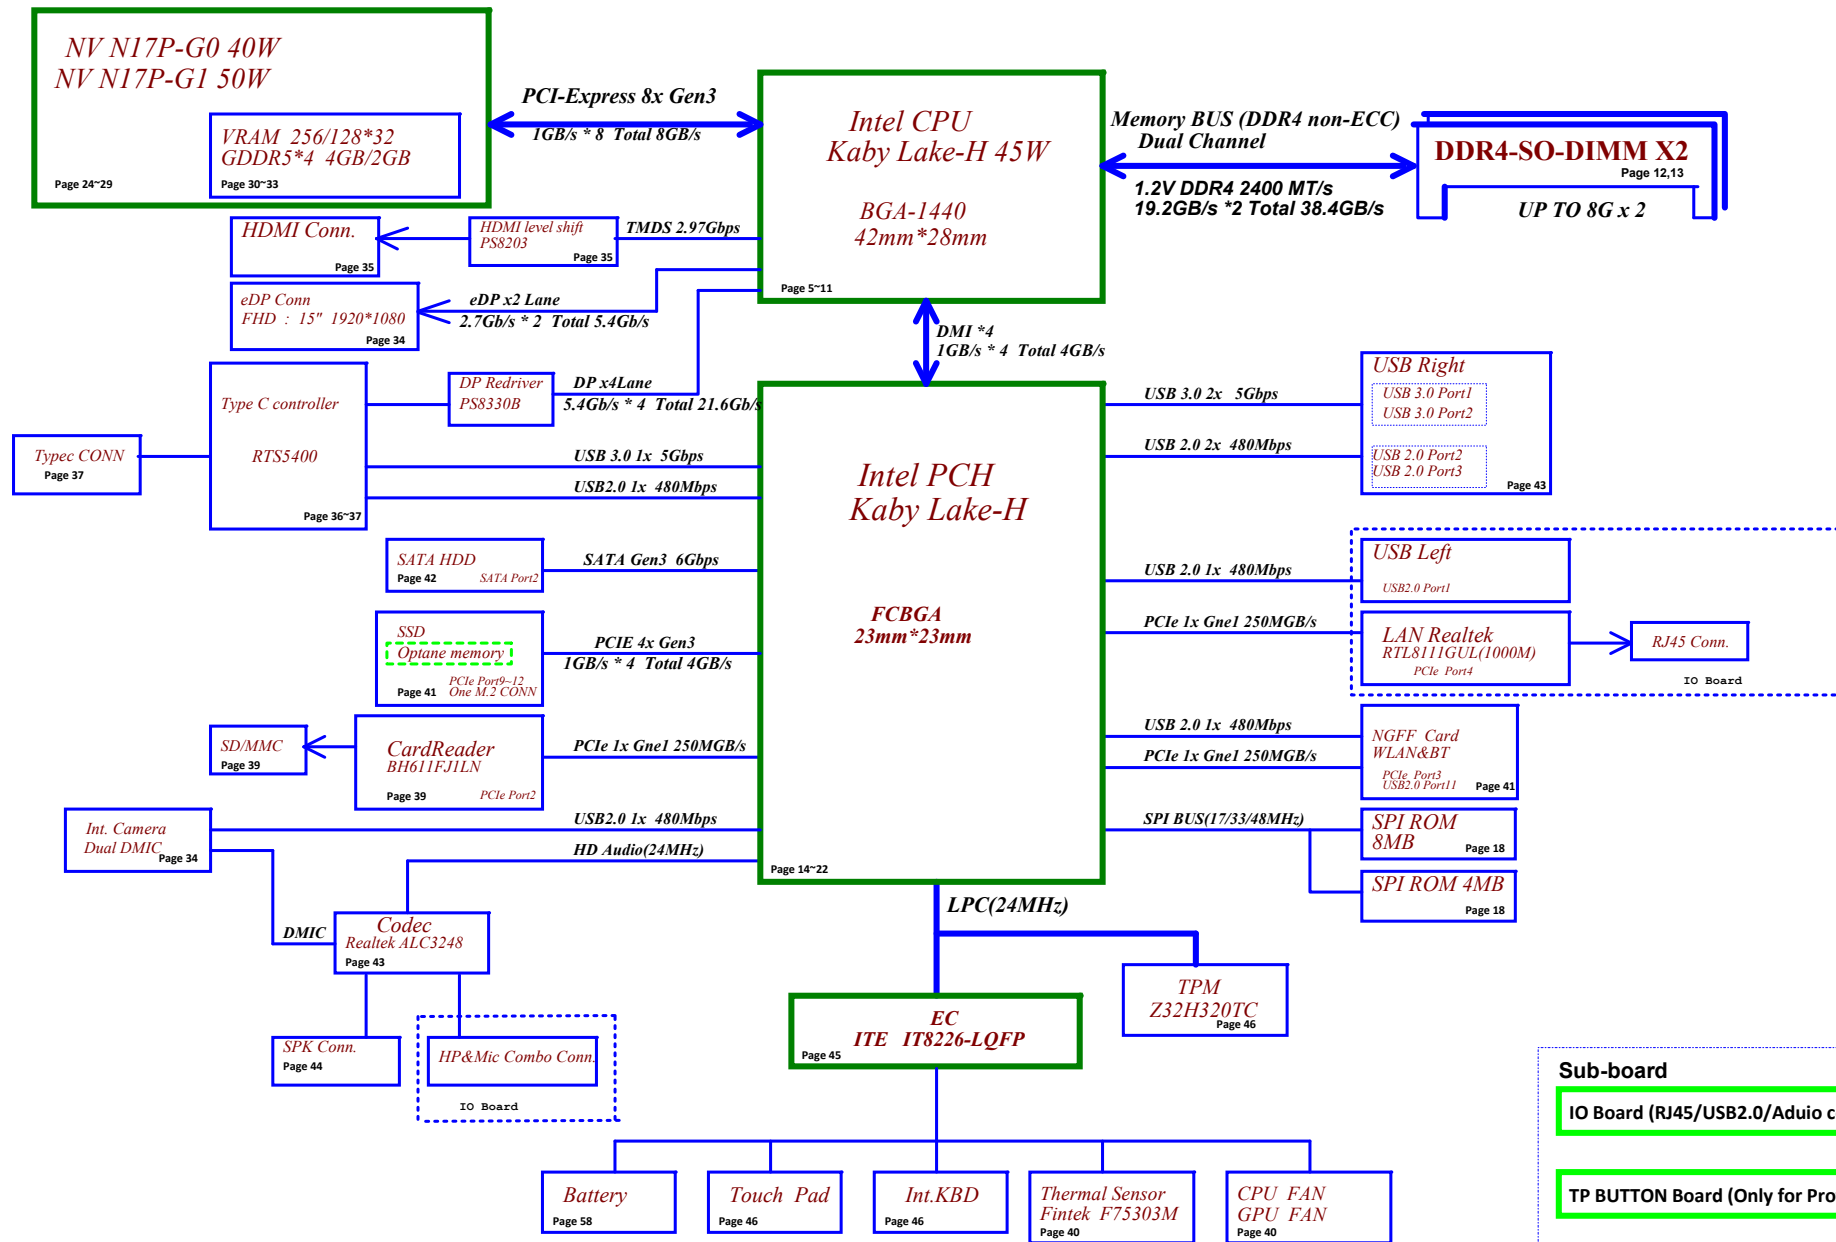 NV N17P-G0 40W
NV N17P-G1 50W
VRAM 256/128*32
GDDR5*4 4GB/2GB
Page 24~29
Page 30~33
PCI-Express 8x Gen3
1GB/s * 8 Total 8GB/s
Intel CPU
Kaby Lake-H 45W
BGA-1440
42mm*28mm
Page 5~11
Memory BUS (DDR4 non-ECC)
Dual Channel
1.2V DDR4 2400 MT/s
19.2GB/s *2 Total 38.4GB/s
DDR4-SO-DIMM X2
Page 12,13
UP TO 8G x 2
HDMI Conn.
Page 35
HDMI level shift
PS8203
Page 35
TMDS 2.97Gbps
eDP Conn
FHD : 15" 1920*1080
Page 34
eDP x2 Lane
2.7Gb/s * 2 Total 5.4Gb/s
DMI *4
1GB/s * 4 Total 4GB/s
Type C controller
RTS5400
Page 36~37
DP Redriver
PS8330B
DP x4Lane
5.4Gb/s * 4 Total 21.6Gb/s
Typec CONN
Page 37
USB 3.0 1x 5Gbps
USB2.0 1x 480Mbps
Intel PCH
Kaby Lake-H
FCBGA
23mm*23mm
Page 14~22
USB 3.0 2x 5Gbps
USB 2.0 2x 480Mbps
USB Right
USB 3.0 Port1
USB 3.0 Port2
USB 2.0 Port2
USB 2.0 Port3
Page 43
SATA HDD
Page 42
SATA Port2
SATA Gen3 6Gbps
USB 2.0 1x 480Mbps
USB Left
USB2.0 Port1
SSD
Optane memory
PCIe Port9~12
Page 41
One M.2 CONN
PCIE 4x Gen3
1GB/s * 4 Total 4GB/s
PCIe 1x Gne1 250MGB/s
LAN Realtek
RTL8111GUL(1000M)
PCIe Port4
RJ45 Conn.
IO Board
SD/MMC
Page 39
CardReader
BH611FJ1LN
Page 39
PCIe Port2
PCIe 1x Gne1 250MGB/s
USB 2.0 1x 480Mbps
PCIe 1x Gne1 250MGB/s
NGFF Card
WLAN&BT
PCIe Port3
USB2.0 Port11
Page 41
Int. Camera
Dual DMIC
Page 34
USB2.0 1x 480Mbps
HD Audio(24MHz)
SPI BUS(17/33/48MHz)
SPI ROM
8MB
Page 18
SPI ROM 4MB
Page 18
DMIC
Codec
Realtek ALC3248
Page 43
LPC(24MHz)
TPM
Z32H320TC
Page 46
EC
ITE IT8226-LQFP
Page 45
SPK Conn.
Page 44
HP&Mic Combo Conn.
IO Board
Sub-board
IO Board (RJ45/USB2.0/Aduio c
TP BUTTON Board (Only for Pro
Battery
Page 58
Touch Pad
Page 46
Int.KBD
Page 46
Thermal Sensor
Fintek F75303M
Page 40
CPU FAN
GPU FAN
Page 40